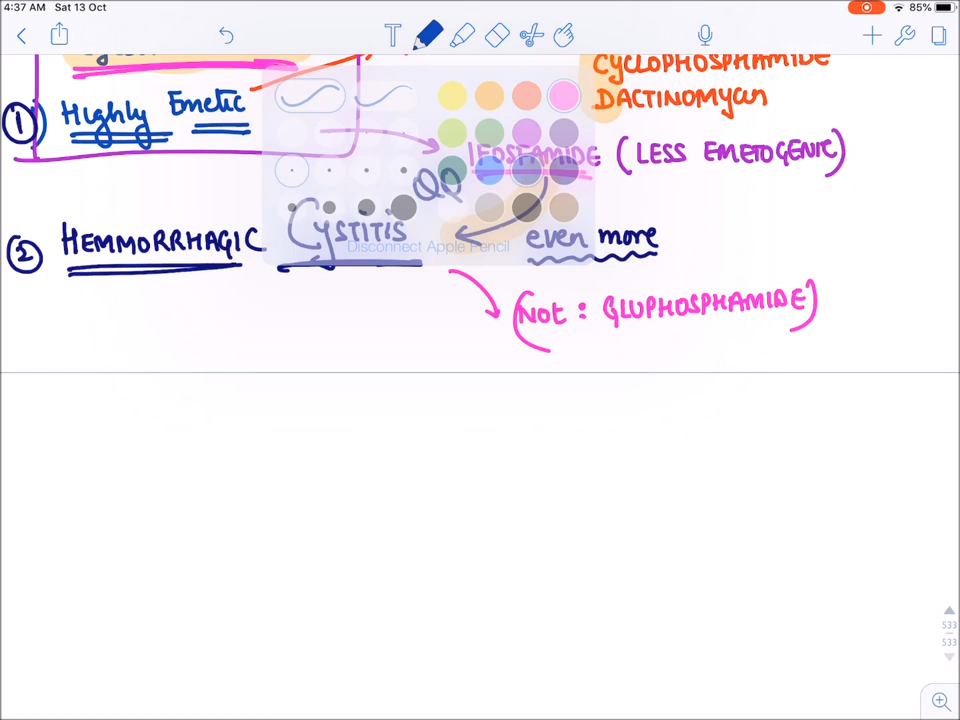 4:37 AM Sat 13 Oct
85%
CYCLOPHOSPHAMIDE
DACTINOMYCIN
1 Highly Emetic
IFOSFAMIDE : (LESS EMETOGENIC)
QQ
2 HEMMORRHAGIC CYSTITIS even more
Disconnect Apple Pencil
(Not : GLUPHOSPHAMIDE)
533
533